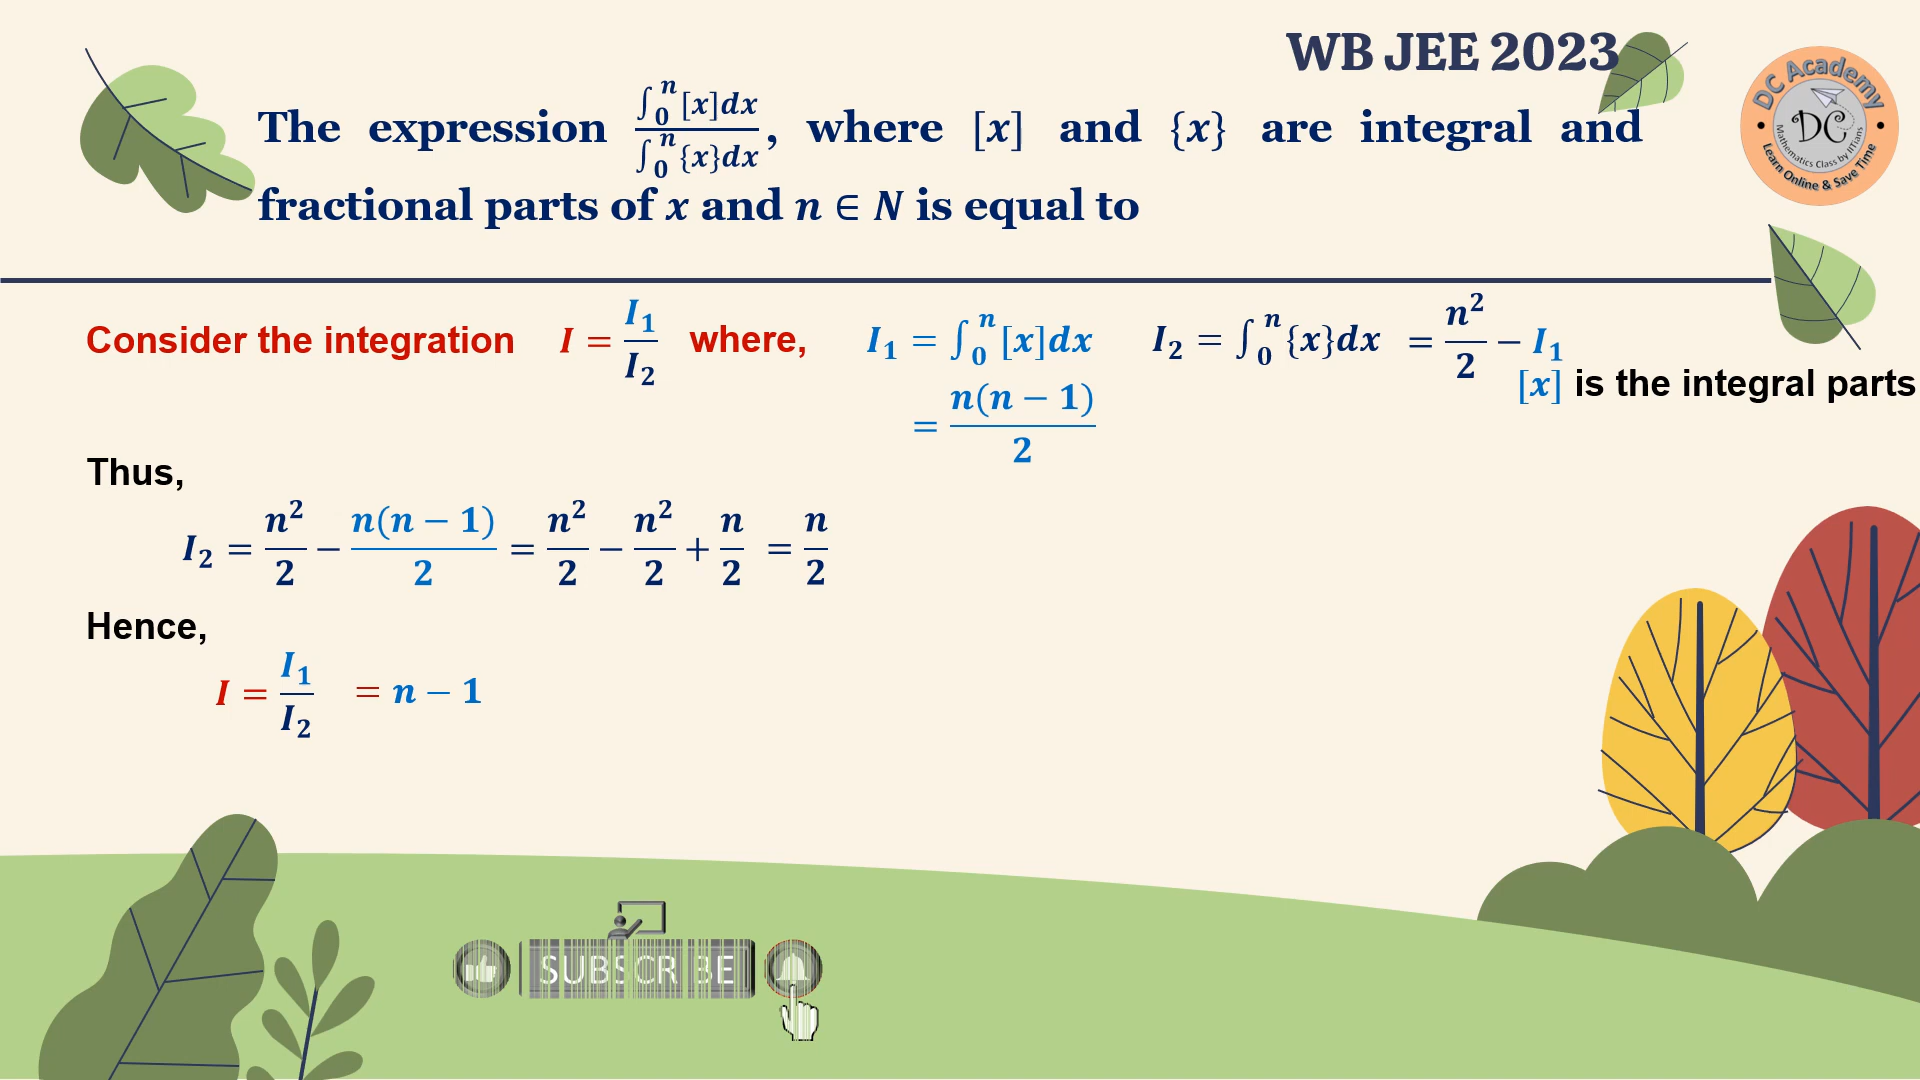 WB JEE 2023
The expression ∫₀ⁿ[x]dx / ∫₀ⁿ{x}dx, where [x] and {x} are integral and
fractional parts of x and n ∈ N is equal to
DC Academy
DC
Mathematics Class by IITians
Learn Online & Save Time
Consider the integration I = I₁/I₂ where, I₁ = ∫₀ⁿ[x]dx I₂ = ∫₀ⁿ{x}dx = n²/2 − I₁
[x] is the integral parts
= n(n − 1)/2
Thus,
I₂ = n²/2 − n(n − 1)/2 = n²/2 − n²/2 + n/2 = n/2
Hence,
I = I₁/I₂ = n − 1
SUBSCRIBE